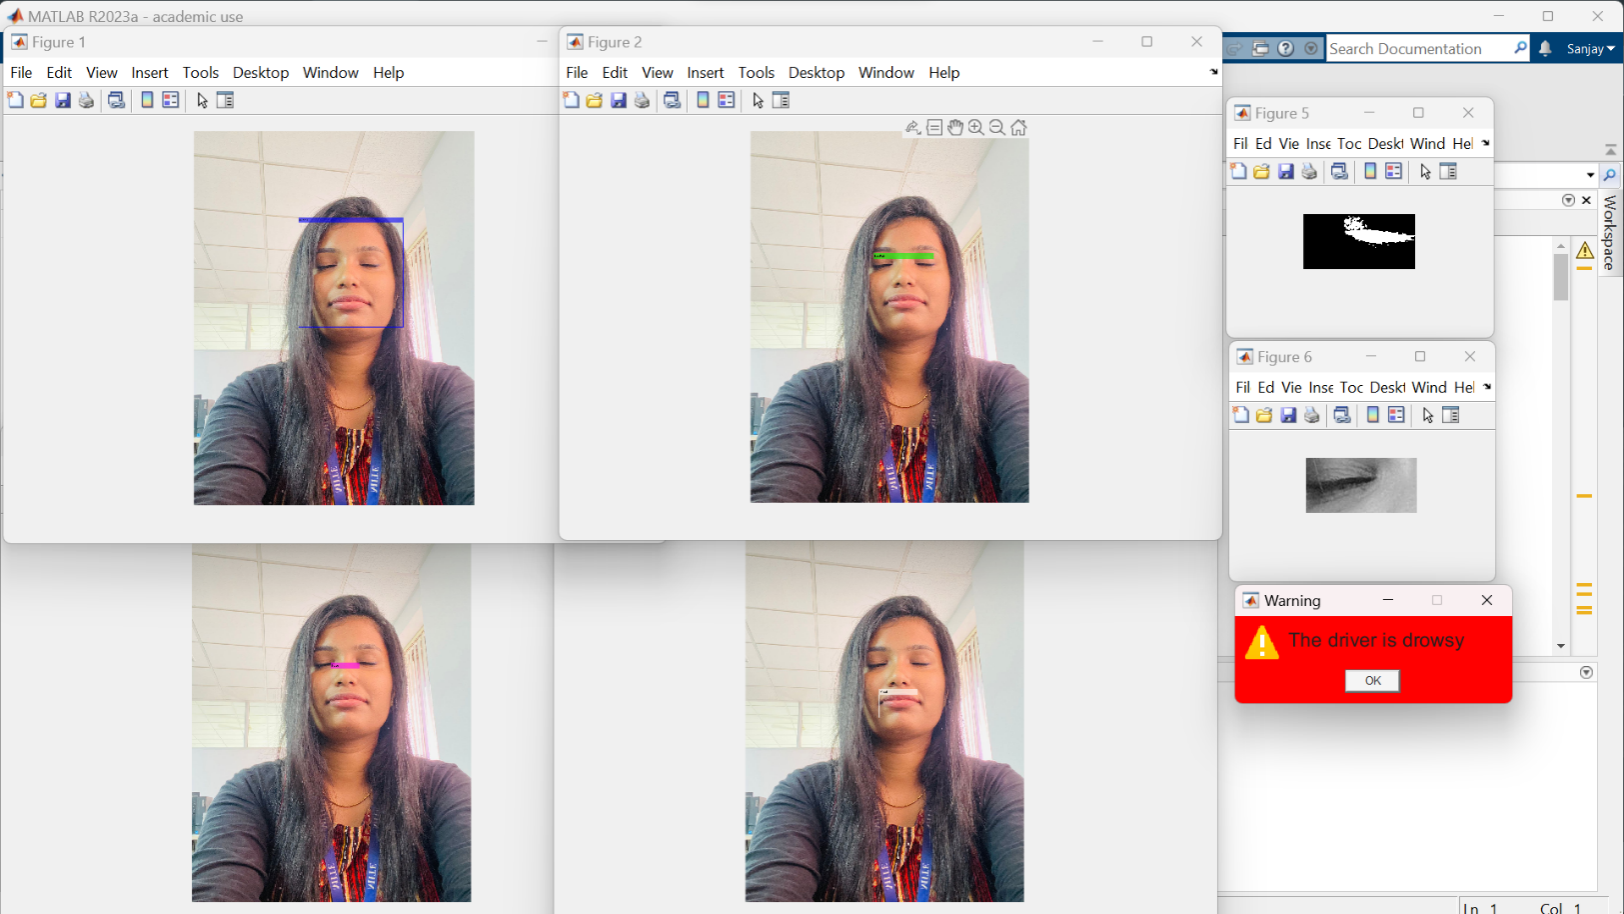 MATLAB R2023a - academic use
Figure 1
File Edit View Insert Tools Desktop Window Help
Figure 2
File Edit View Insert Tools Desktop Window Help
Search Documentation
Sanjay
Figure 5
Fil Ed Vie Inse Toc Deskt Wind Hel
Workspace
Figure 6
Fil Ed Vie Inse Toc Deskt Wind Hel
Warning
The driver is drowsy
OK
Ln 1 Col 1